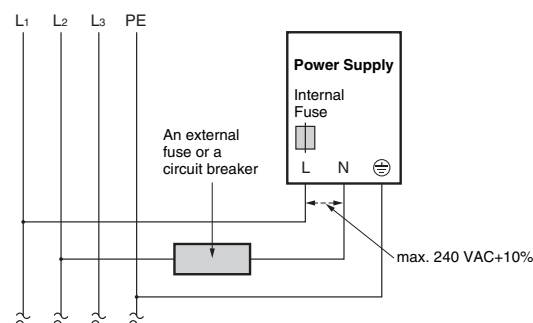 L1 L2 L3 PE
Power Supply
Internal
Fuse
An external
fuse or a
circuit breaker
L N
max. 240 VAC+10%